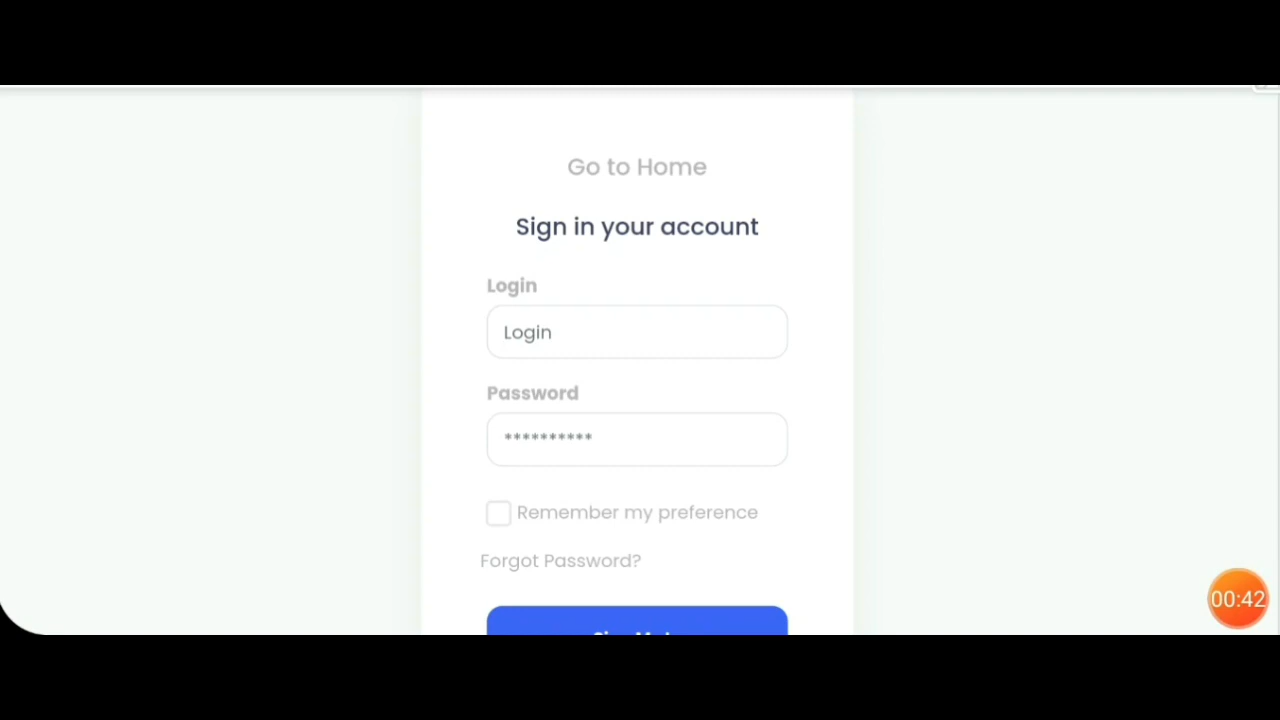 Go to Home
Sign in your account
Login
Login
Password
**********
Remember my preference
Forgot Password?
00:42